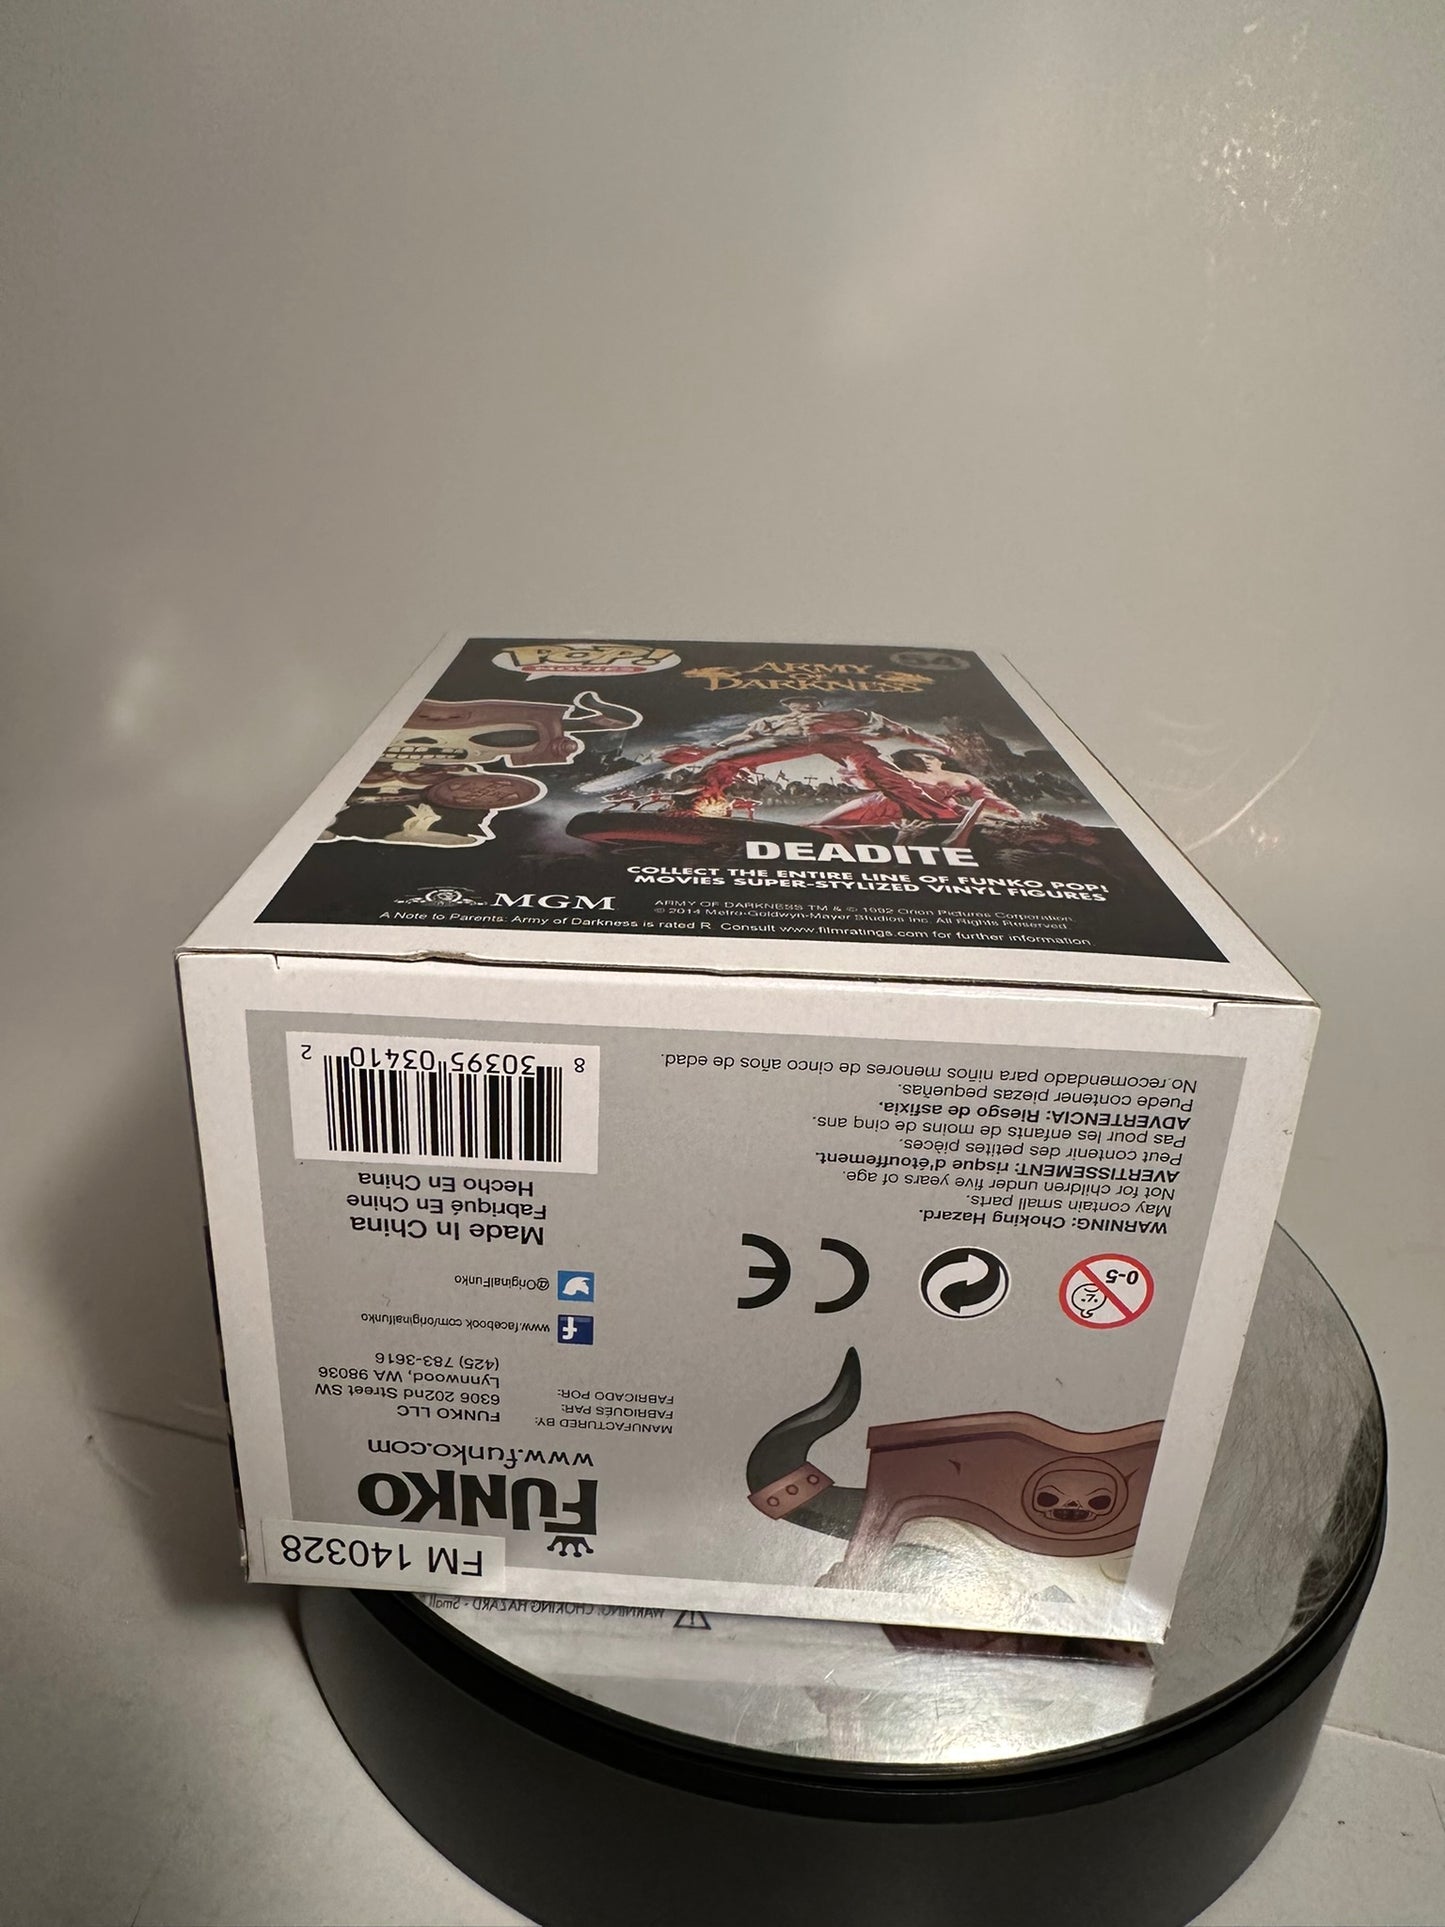 POP!
MOVIES
ARMY
OF
DARKNESS
54
DEADITE
COLLECT THE ENTIRE LINE OF FUNKO POP!
MOVIES SUPER-STYLIZED VINYL FIGURES
MGM
ARMY OF DARKNESS TM & © 1992 Orion Pictures Corporation.
© 2014 Metro-Goldwyn-Mayer Studios Inc. All Rights Reserved
A Note to Parents: Army of Darkness is rated R. Consult www.filmratings.com for further information.
FM 140328
FUNKO
www.funko.com
MANUFACTURED BY:
FABRIQUÉS PAR:
FABRICADO POR:
FUNKO LLC
6306 202nd Street SW
Lynnwood, WA 98036
(425) 783-3616
www.facebook.com/originalfunko
@OriginalFunko
Made In China
Fabriqué En Chine
Hecho En China
8 30395 03410 2
0-5
CE
WARNING: Choking Hazard.
May contain small parts.
Not for children under five years of age.
AVERTISSEMENT: risque d'étouffement.
Peut contenir des petites pièces.
Pas pour les enfants de moins de cinq ans.
ADVERTENCIA: Riesgo de asfixia.
Puede contener piezas pequeñas.
No recomendado para niños menores de cinco años de edad.
WARNING: CHOKING HAZARD - Small